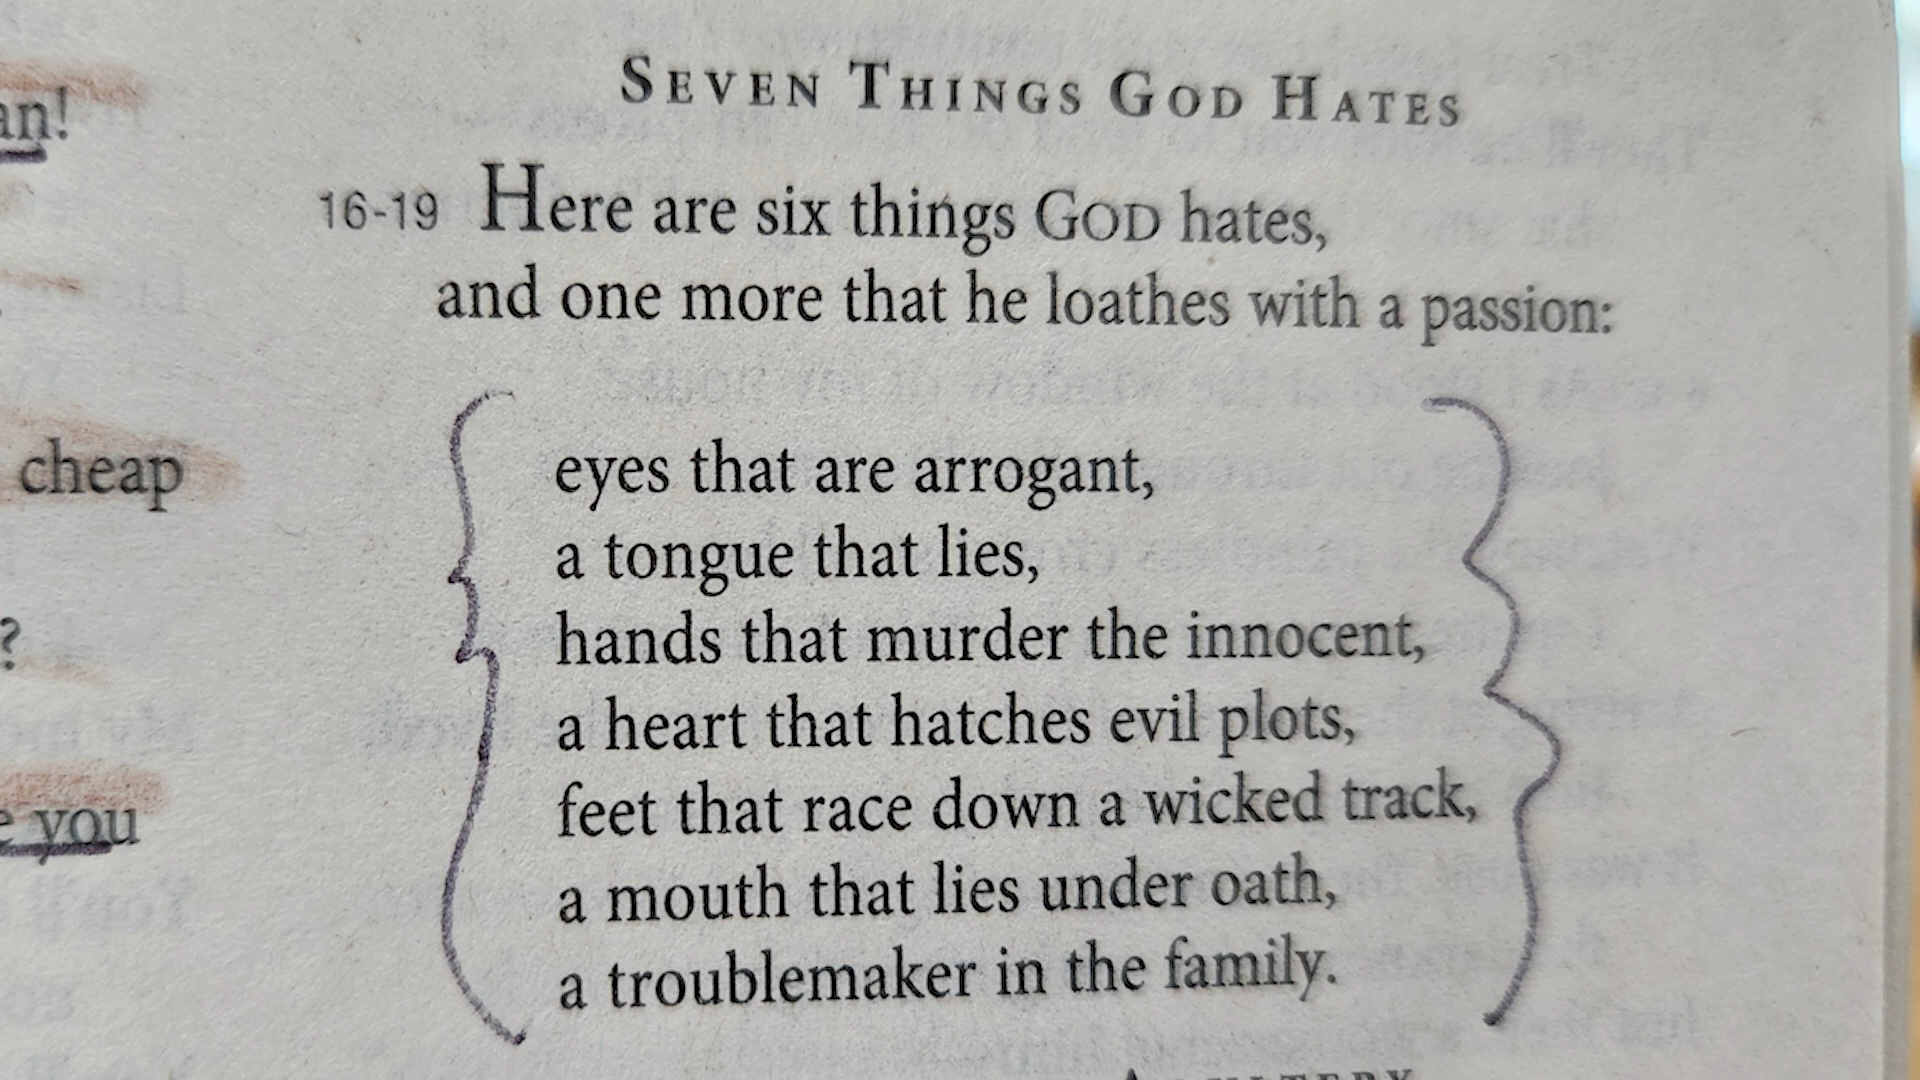 an!
cheap
?
e you
SEVEN THINGS GOD HATES
16-19 Here are six things GOD hates,
and one more that he loathes with a passion:
eyes that are arrogant,
a tongue that lies,
hands that murder the innocent,
a heart that hatches evil plots,
feet that race down a wicked track,
a mouth that lies under oath,
a troublemaker in the family.